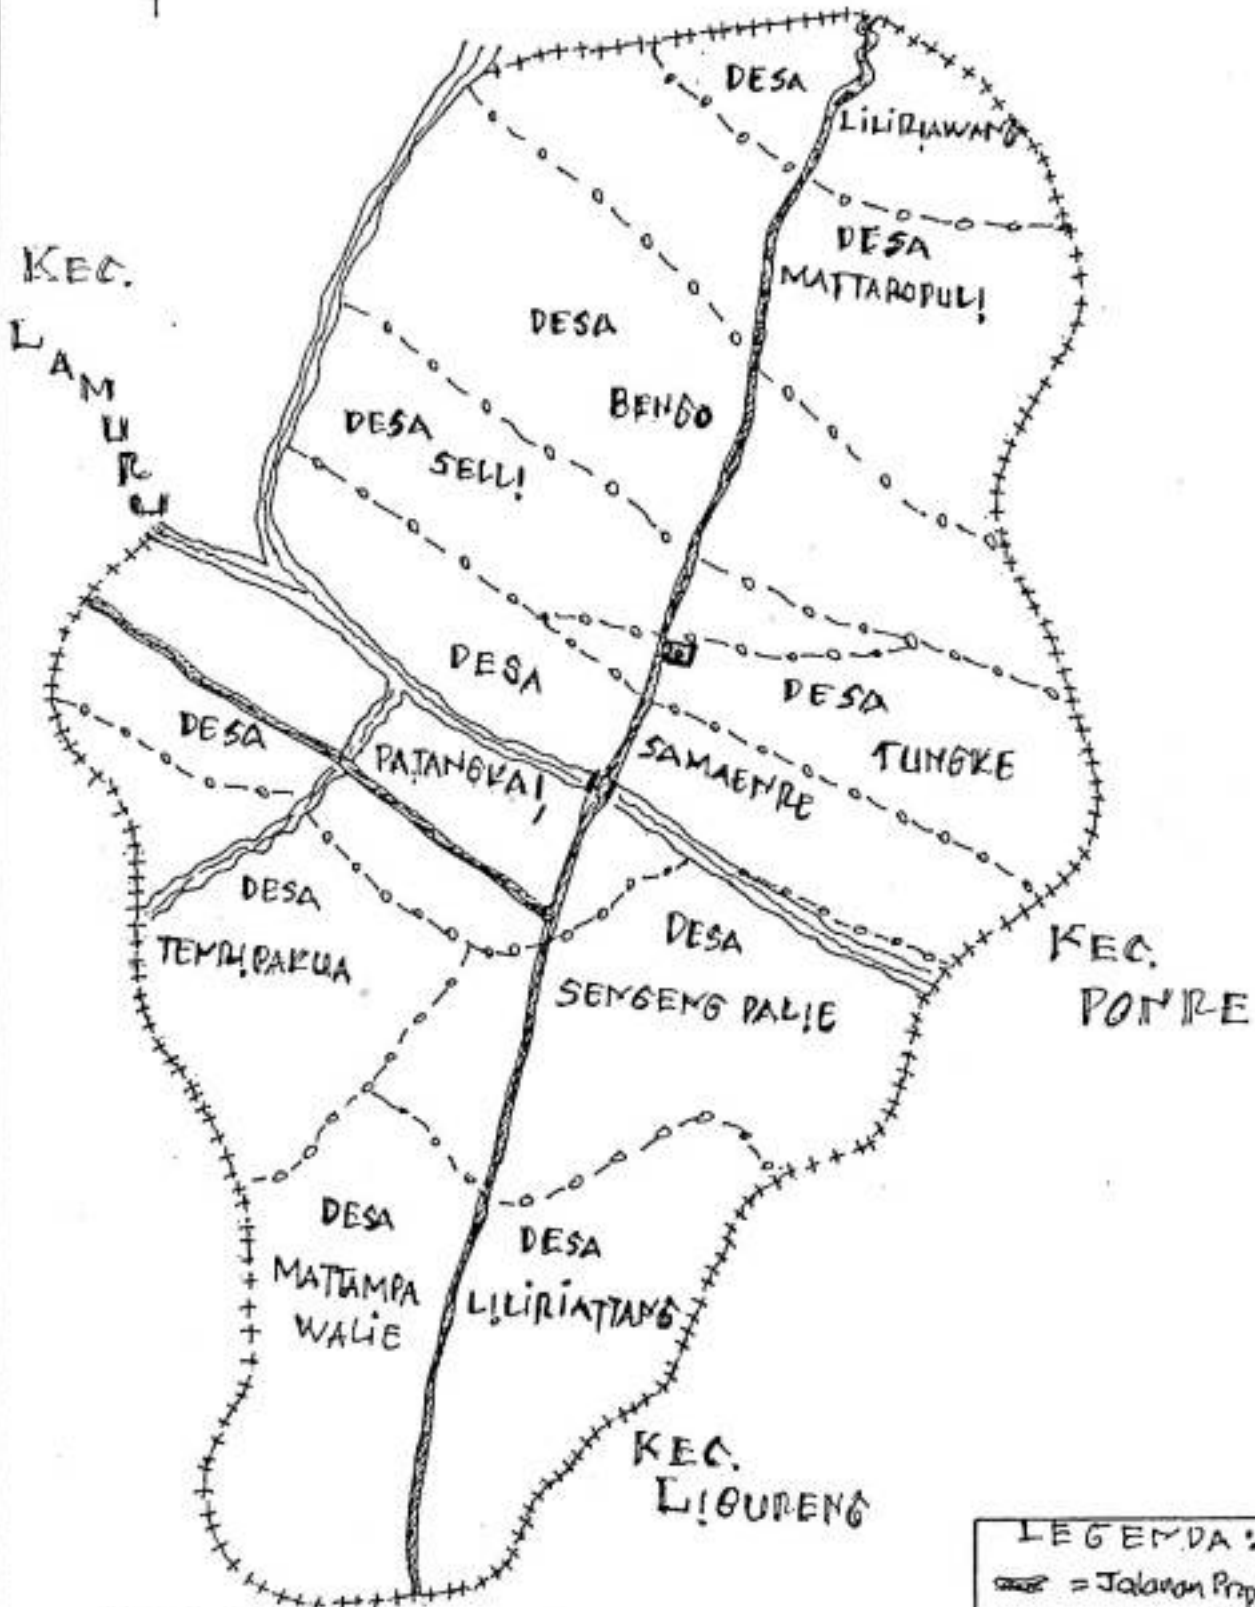 DESA
LILIRIAWANG
DESA
MATTAROPULI
KEC.
LAMURU
DESA
BENGO
DESA
SELLI
DESA
DESA
TUNGKE
DESA
PATANGKAI
SAMAENRE
DESA
DESA
TEMPIPAKUA
SENGENG PALIE
KEC.
PONRE
DESA
MATTAMPA
WALIE
DESA
LILIRIATTANG
KEC.
LIBURENG
LEGENDA:
= Jalanan Prop